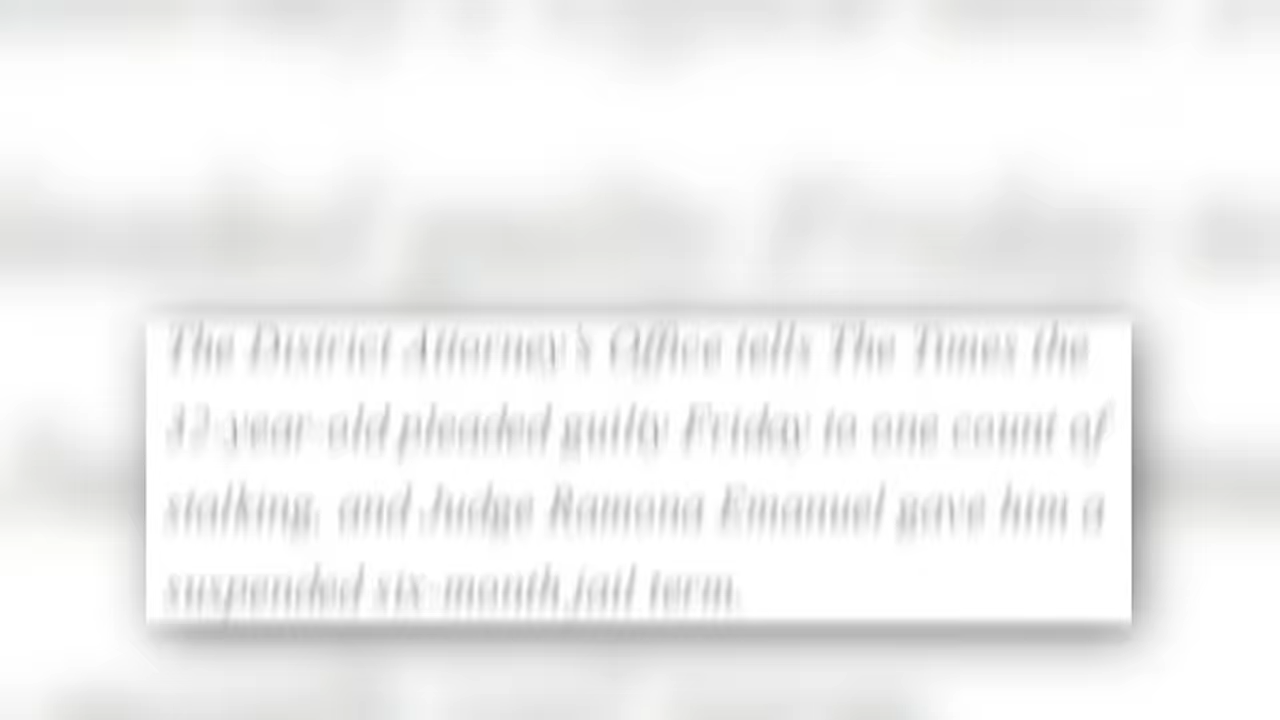 The District Attorney's Office tells The Times the
-year-old pleaded guilty Friday to one count of
stalking, and Judge Ramona Emanuel gave him a
suspended six-month jail term.